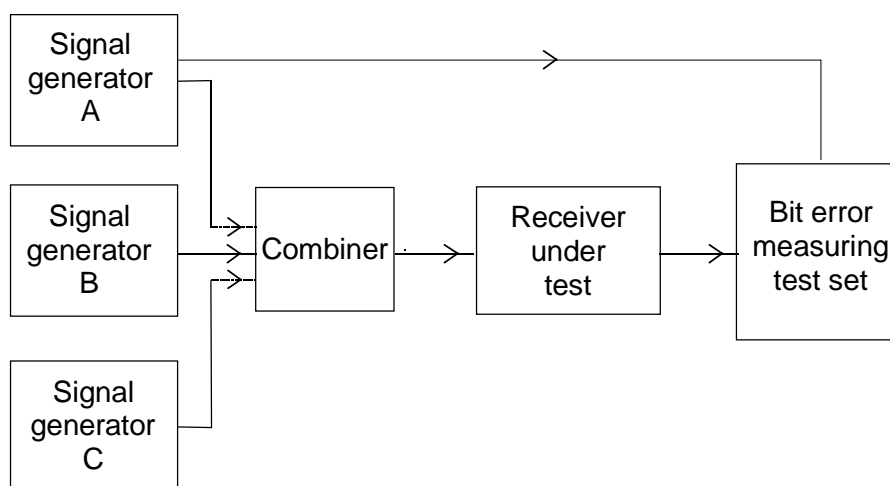 Signal
generator
A
Signal
generator
B
Signal
generator
C
Combiner
Receiver
under
test
Bit error
measuring
test set